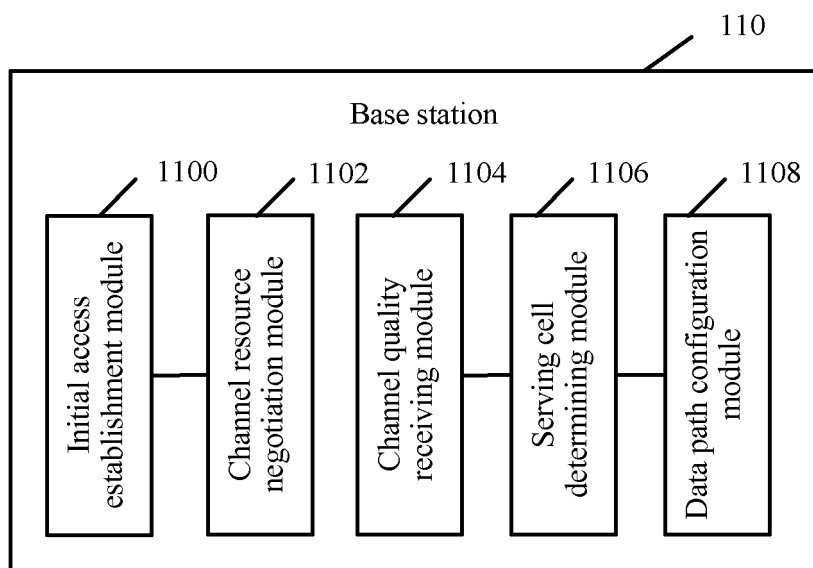 110
Base station
1100
1102
1104
1106
1108
Initial access
establishment module
Channel resource
negotiation module
Channel quality
receiving module
Serving cell
determining module
Data path configuration
module